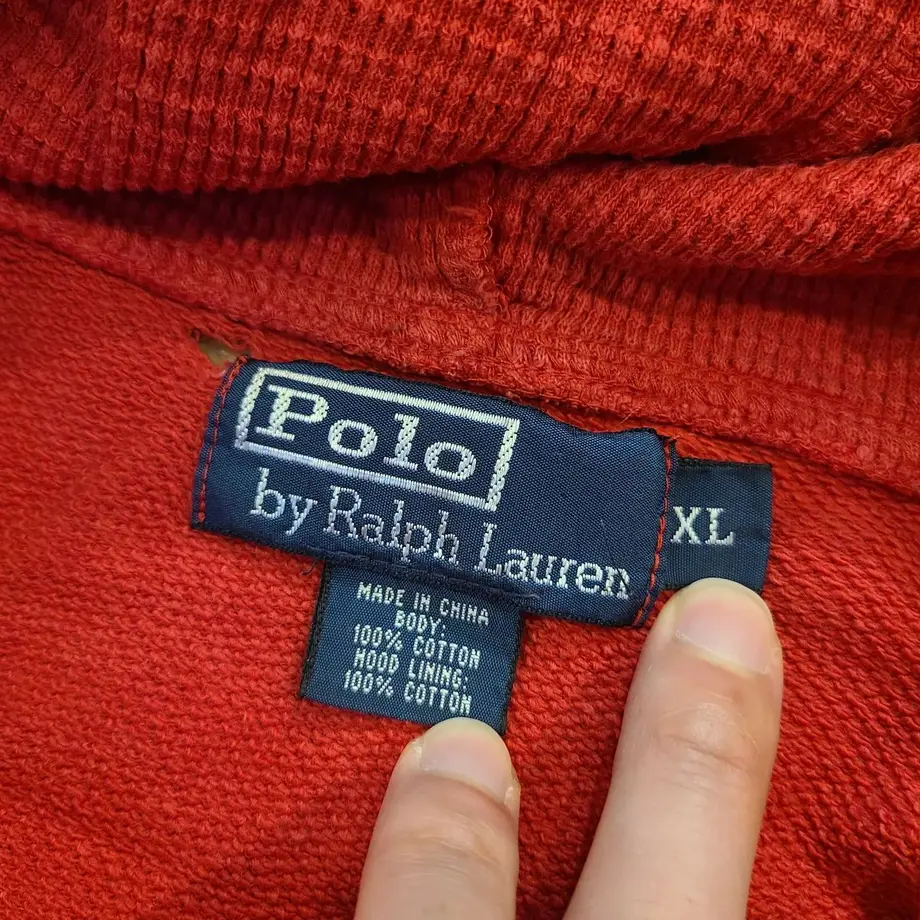 Polo
by Ralph Lauren
XL
MADE IN CHINA
BODY:
100% COTTON
HOOD LINING:
100% COTTON